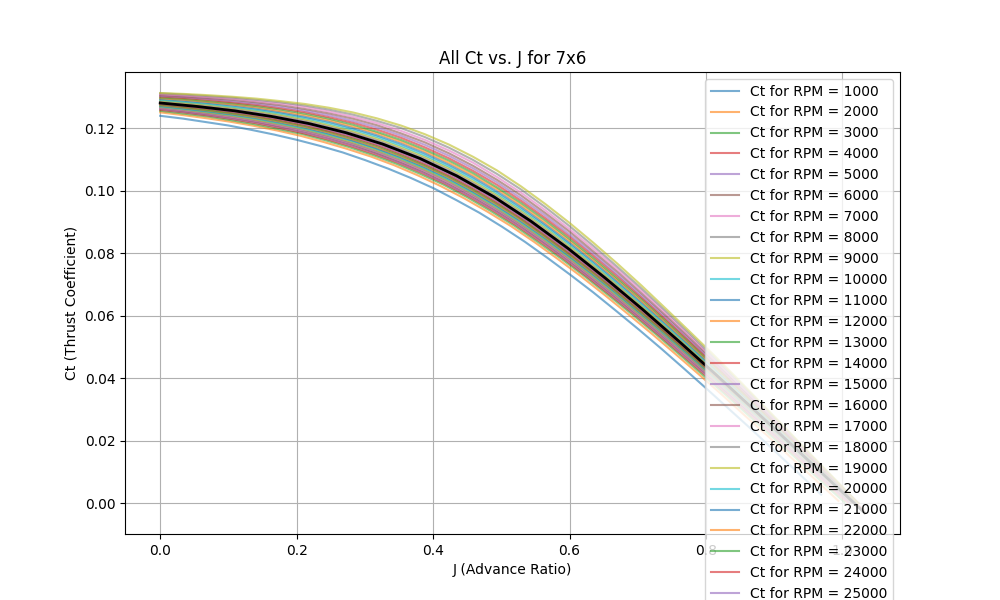 All Ct vs. J for 7x6
Ct (Thrust Coefficient)
0.12
0.10
0.08
0.06
0.04
0.02
0.00
0.0
0.2
0.4
0.6
0.8
J (Advance Ratio)
Ct for RPM = 1000
Ct for RPM = 2000
Ct for RPM = 3000
Ct for RPM = 4000
Ct for RPM = 5000
Ct for RPM = 6000
Ct for RPM = 7000
Ct for RPM = 8000
Ct for RPM = 9000
Ct for RPM = 10000
Ct for RPM = 11000
Ct for RPM = 12000
Ct for RPM = 13000
Ct for RPM = 14000
Ct for RPM = 15000
Ct for RPM = 16000
Ct for RPM = 17000
Ct for RPM = 18000
Ct for RPM = 19000
Ct for RPM = 20000
Ct for RPM = 21000
Ct for RPM = 22000
Ct for RPM = 23000
Ct for RPM = 24000
Ct for RPM = 25000